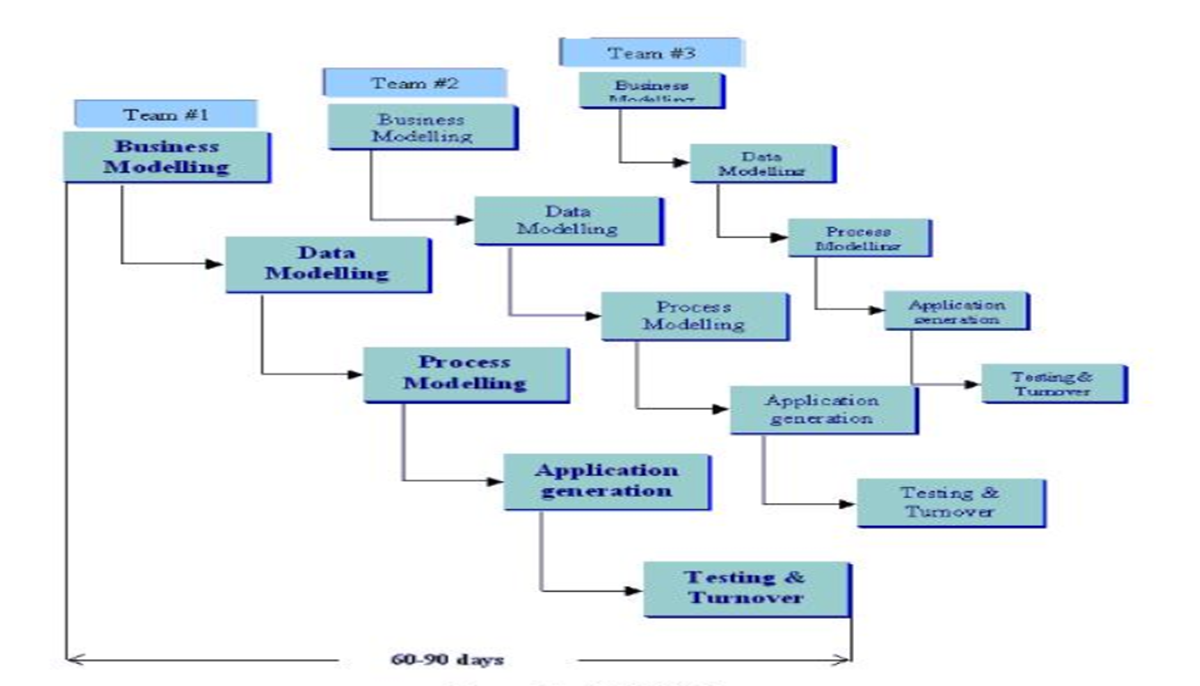 Team #1
Business
Modelling
Data
Modelling
Process
Modelling
Application
generation
Testing &
Turnover
Team #2
Business
Modelling
Data
Modelling
Process
Modelling
Application
generation
Testing &
Turnover
Team #3
Business
Modelling
Data
Modelling
Process
Modelling
Application
generation
Testing &
Turnover
60-90 days